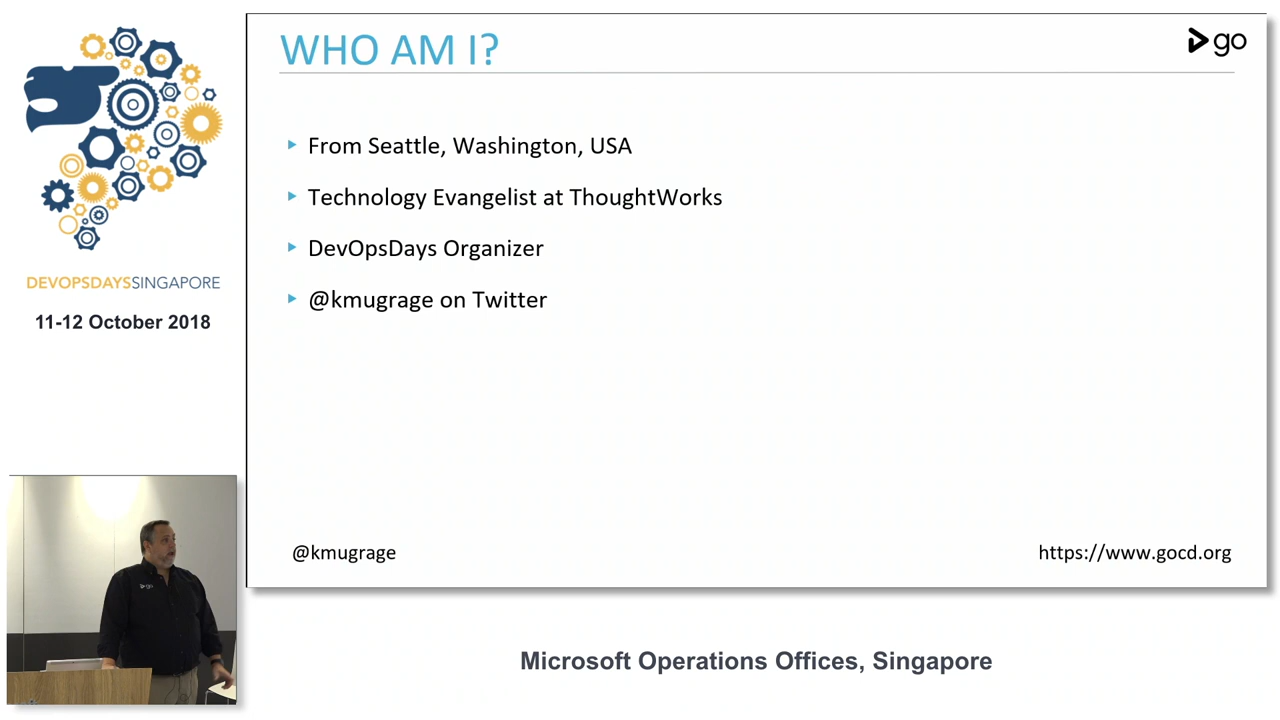 WHO AM I?
go
From Seattle, Washington, USA
Technology Evangelist at ThoughtWorks
DevOpsDays Organizer
@kmugrage on Twitter
@kmugrage
https://www.gocd.org
DEVOPSDAYSSINGAPORE
11-12 October 2018
go
Microsoft Operations Offices, Singapore